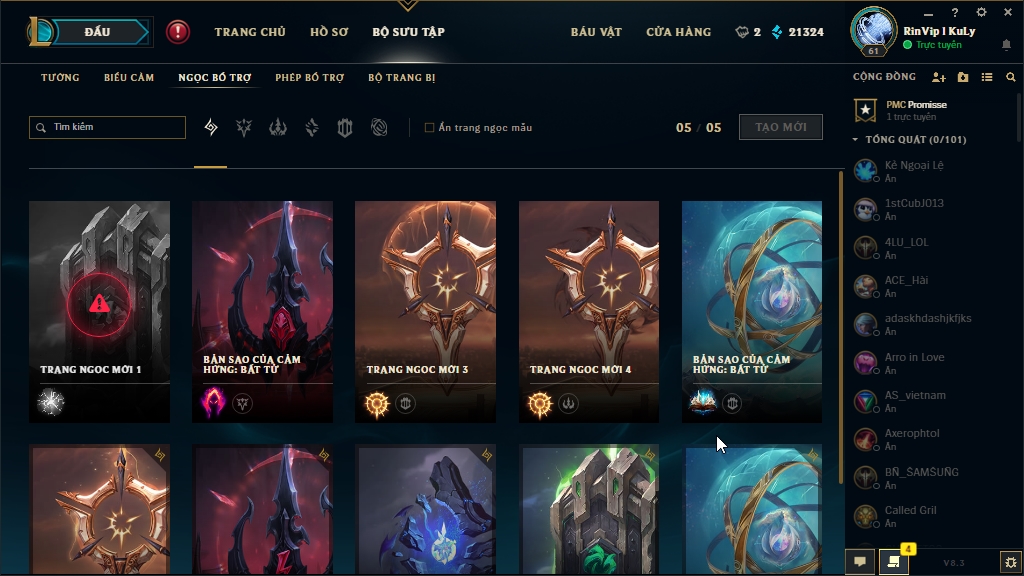 ĐẤU
TRANG CHỦ
HỒ SƠ
BỘ SƯU TẬP
BÁU VẬT
CỬA HÀNG
2
21324
61
RinVip I KuLy
Trực tuyến
TƯỚNG
BIỂU CẢM
NGỌC BỔ TRỢ
PHÉP BỔ TRỢ
BỘ TRANG BỊ
CỘNG ĐỒNG
Tìm kiếm
Ẩn trang ngọc mẫu
05 / 05
TẠO MỚI
PMC Promisse
1 trực tuyến
TỔNG QUÁT (0/101)
Kẻ Ngoại Lệ
Ẩn
1stCubJ013
Ẩn
4LU_LOL
Ẩn
ACE_Hài
Ẩn
adaskhdashjkfjks
Ẩn
Arro in Love
Ẩn
AS_vietnam
Ẩn
Axerophtol
Ẩn
BÑ_ŠAMŠUÑG
Ẩn
Called Gril
Ẩn
TRANG NGỌC MỚI 1
BẢN SAO CỦA CẢM
HỨNG: BẤT TỬ
TRANG NGỌC MỚI 3
TRANG NGỌC MỚI 4
BẢN SAO CỦA CẢM
HỨNG: BẤT TỬ
4
V8.3